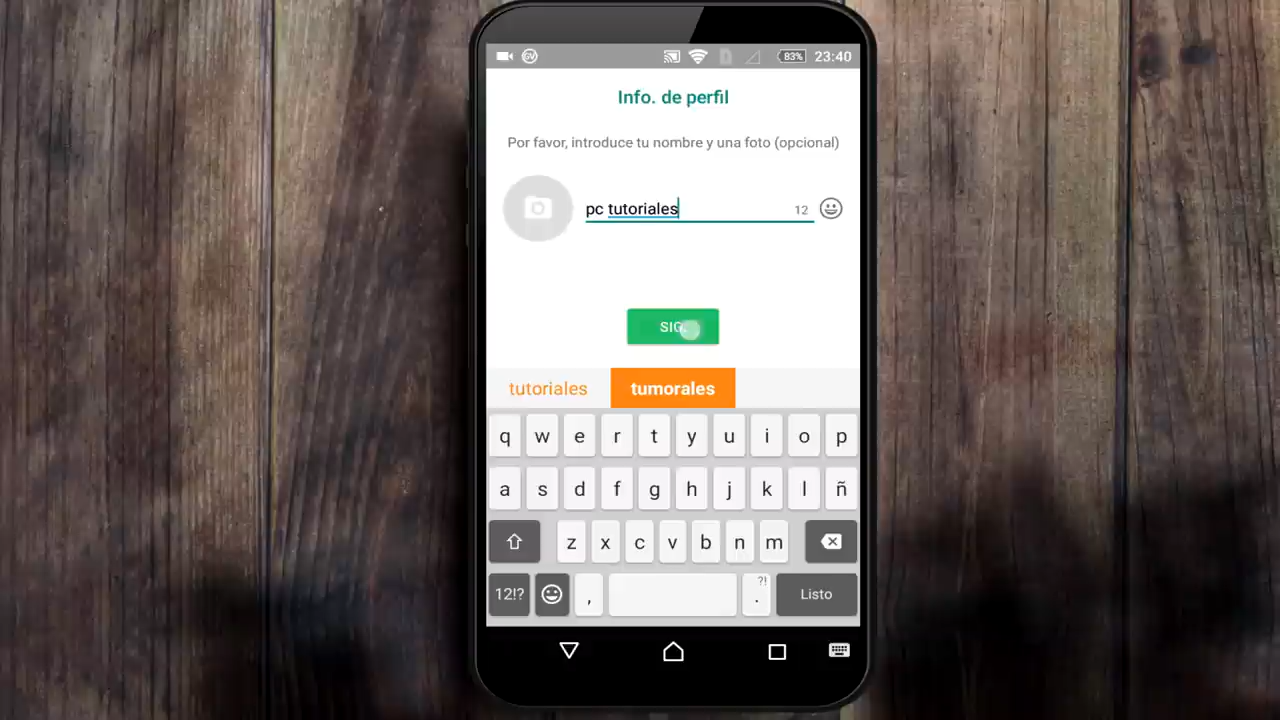 GV 83% 23:40
Info. de perfil
Por favor, introduce tu nombre y una foto (opcional)
pc tutoriales 12
SIG.
tutoriales tumorales
q w e r t y u i o p
a s d f g h j k l ñ
z x c v b n m
12!? , ?! . Listo